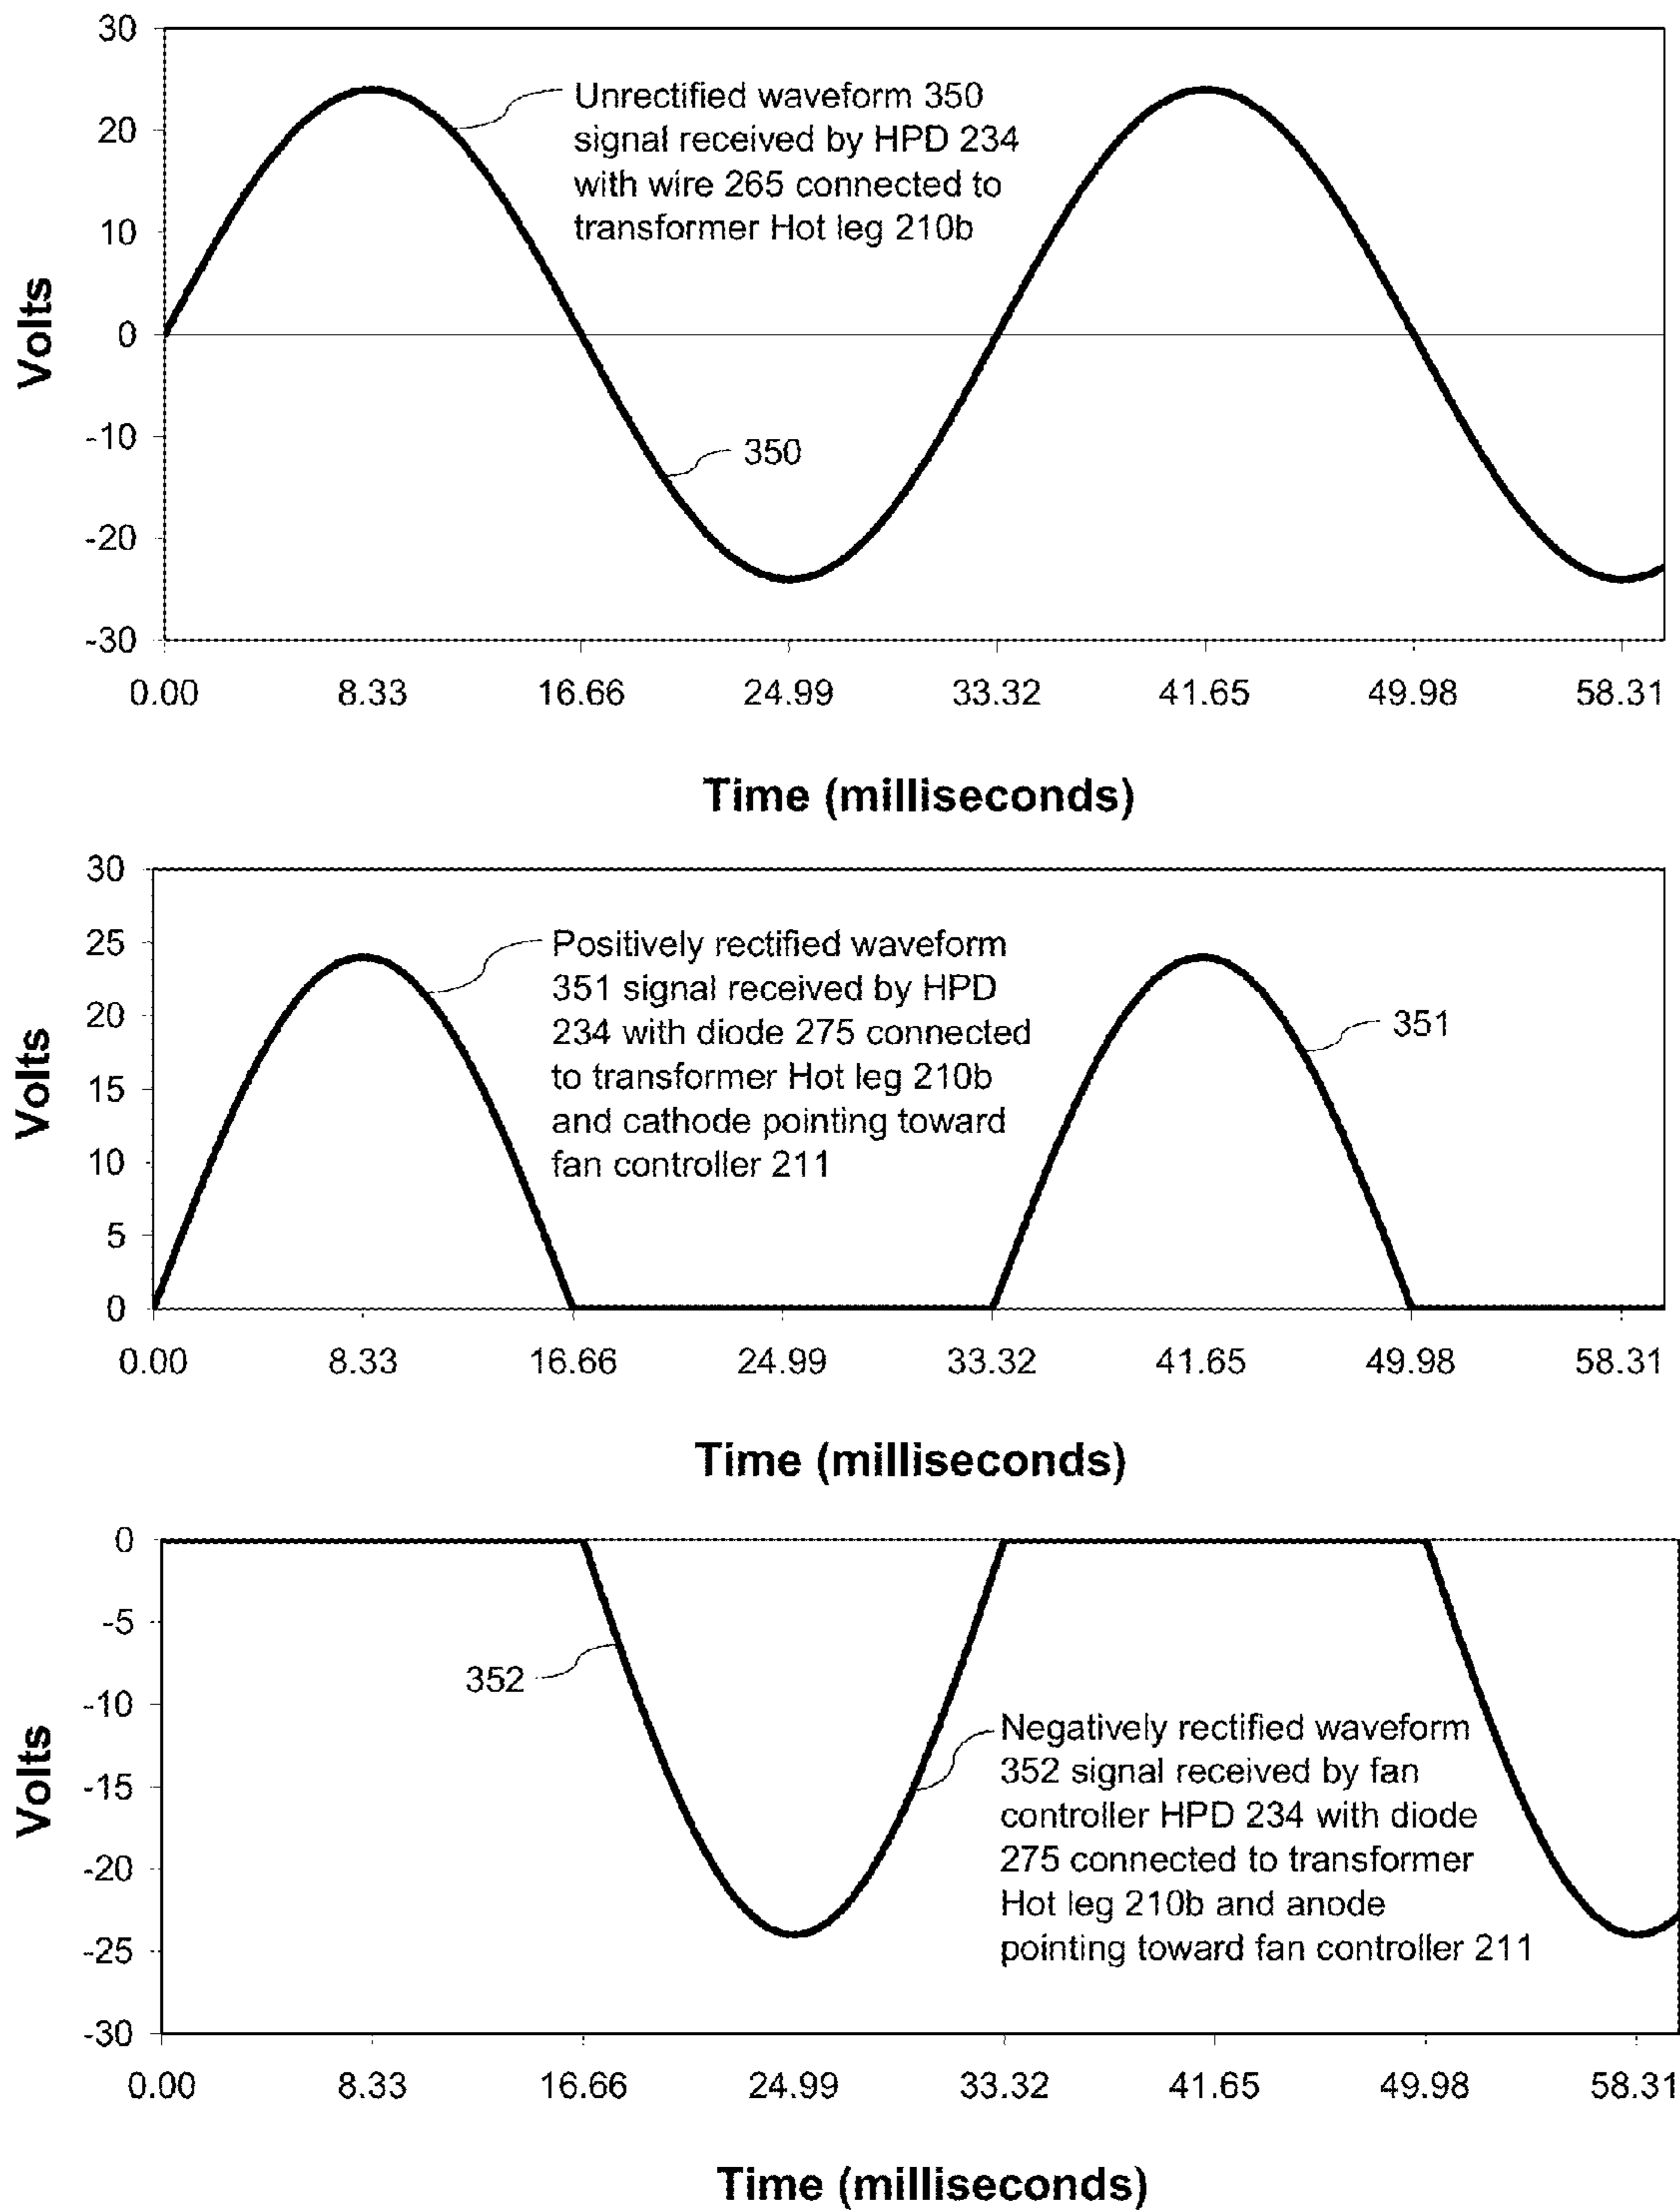 30
Unrectified waveform 350
signal received by HPD 234
with wire 265 connected to
transformer Hot leg 210b
20
10
0
-10
-20
-30
Volts
350
0.00 8.33 16.66 24.99 33.32 41.65 49.98 58.31
Time (milliseconds)
30
25
20
15
10
5
0
Volts
Positively rectified waveform
351 signal received by HPD
234 with diode 275 connected
to transformer Hot leg 210b
and cathode pointing toward
fan controller 211
351
0.00 8.33 16.66 24.99 33.32 41.65 49.98 58.31
Time (milliseconds)
0
-5
-10
-15
-20
-25
-30
Volts
352
Negatively rectified waveform
352 signal received by fan
controller HPD 234 with diode
275 connected to transformer
Hot leg 210b and anode
pointing toward fan controller 211
0.00 8.33 16.66 24.99 33.32 41.65 49.98 58.31
Time (milliseconds)